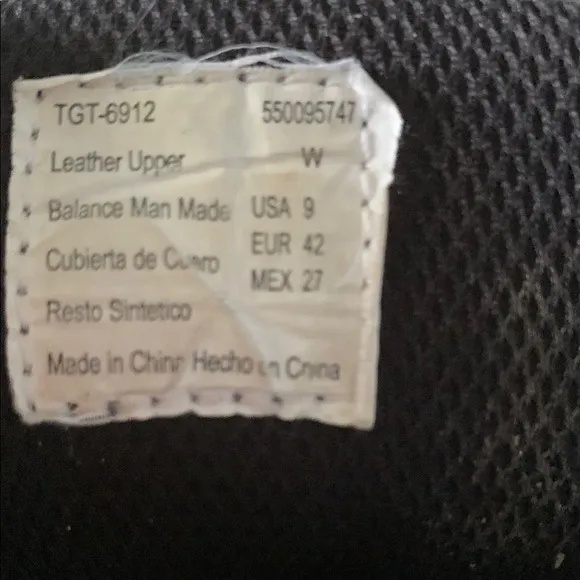 TGT-6912 550095747
Leather Upper W
Balance Man Made USA 9
EUR 42
Cubierta de Cuero
MEX 27
Resto Sintetico
Made in China Hecho en China